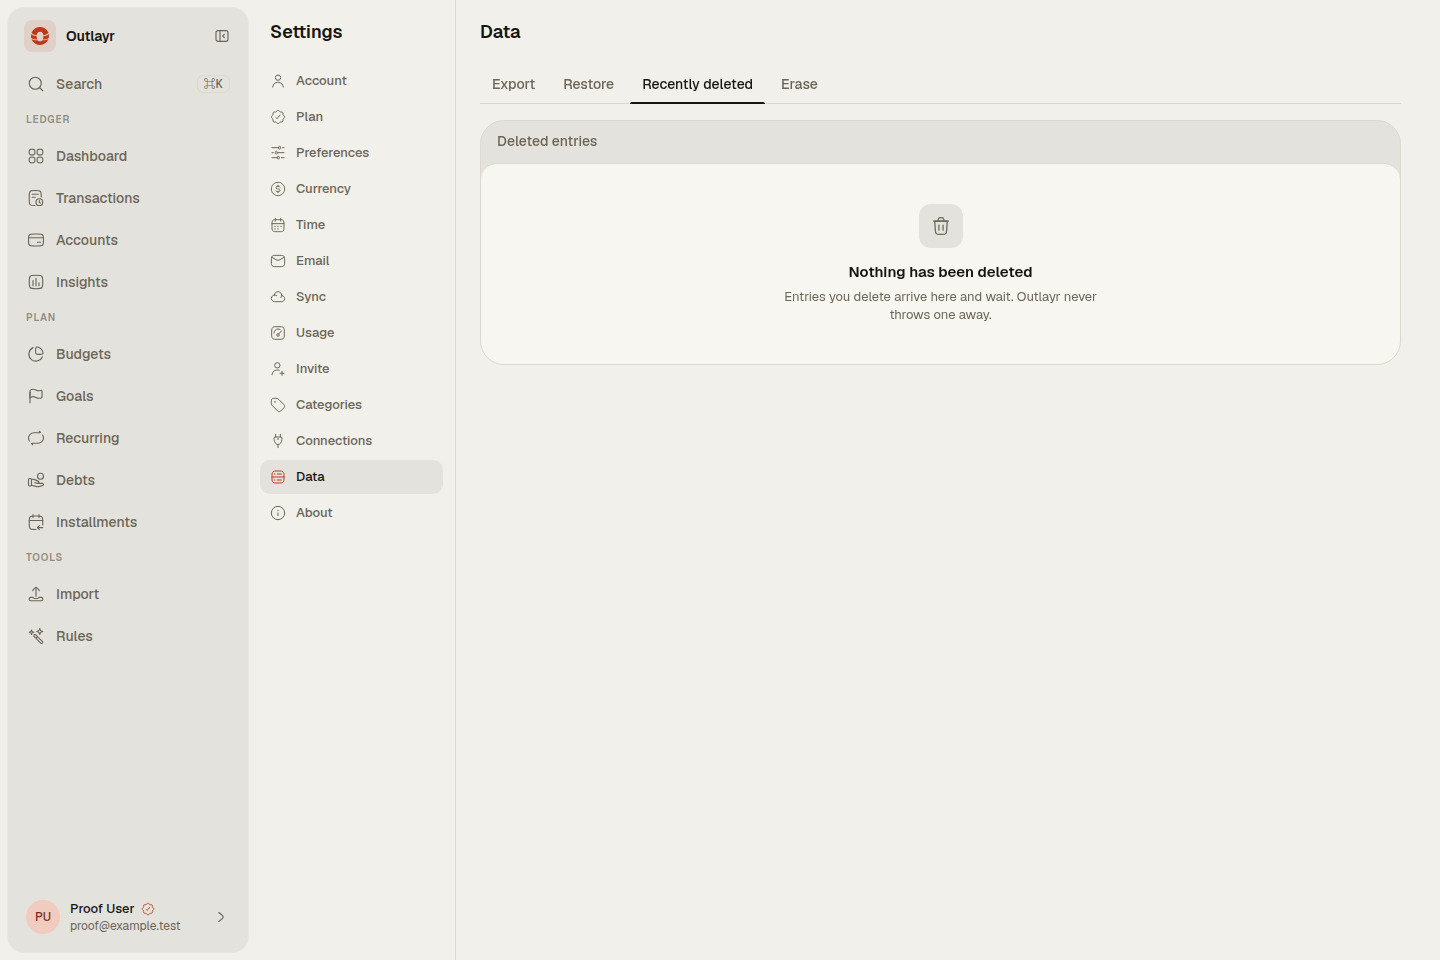 Outlayr
Search
⌘K
LEDGER
Dashboard
Transactions
Accounts
Insights
PLAN
Budgets
Goals
Recurring
Debts
Installments
TOOLS
Import
Rules
PU
Proof User
proof@example.test
Settings
Account
Plan
Preferences
Currency
Time
Email
Sync
Usage
Invite
Categories
Connections
Data
About
Data
Export Restore Recently deleted Erase
Deleted entries
Nothing has been deleted
Entries you delete arrive here and wait. Outlayr never
throws one away.